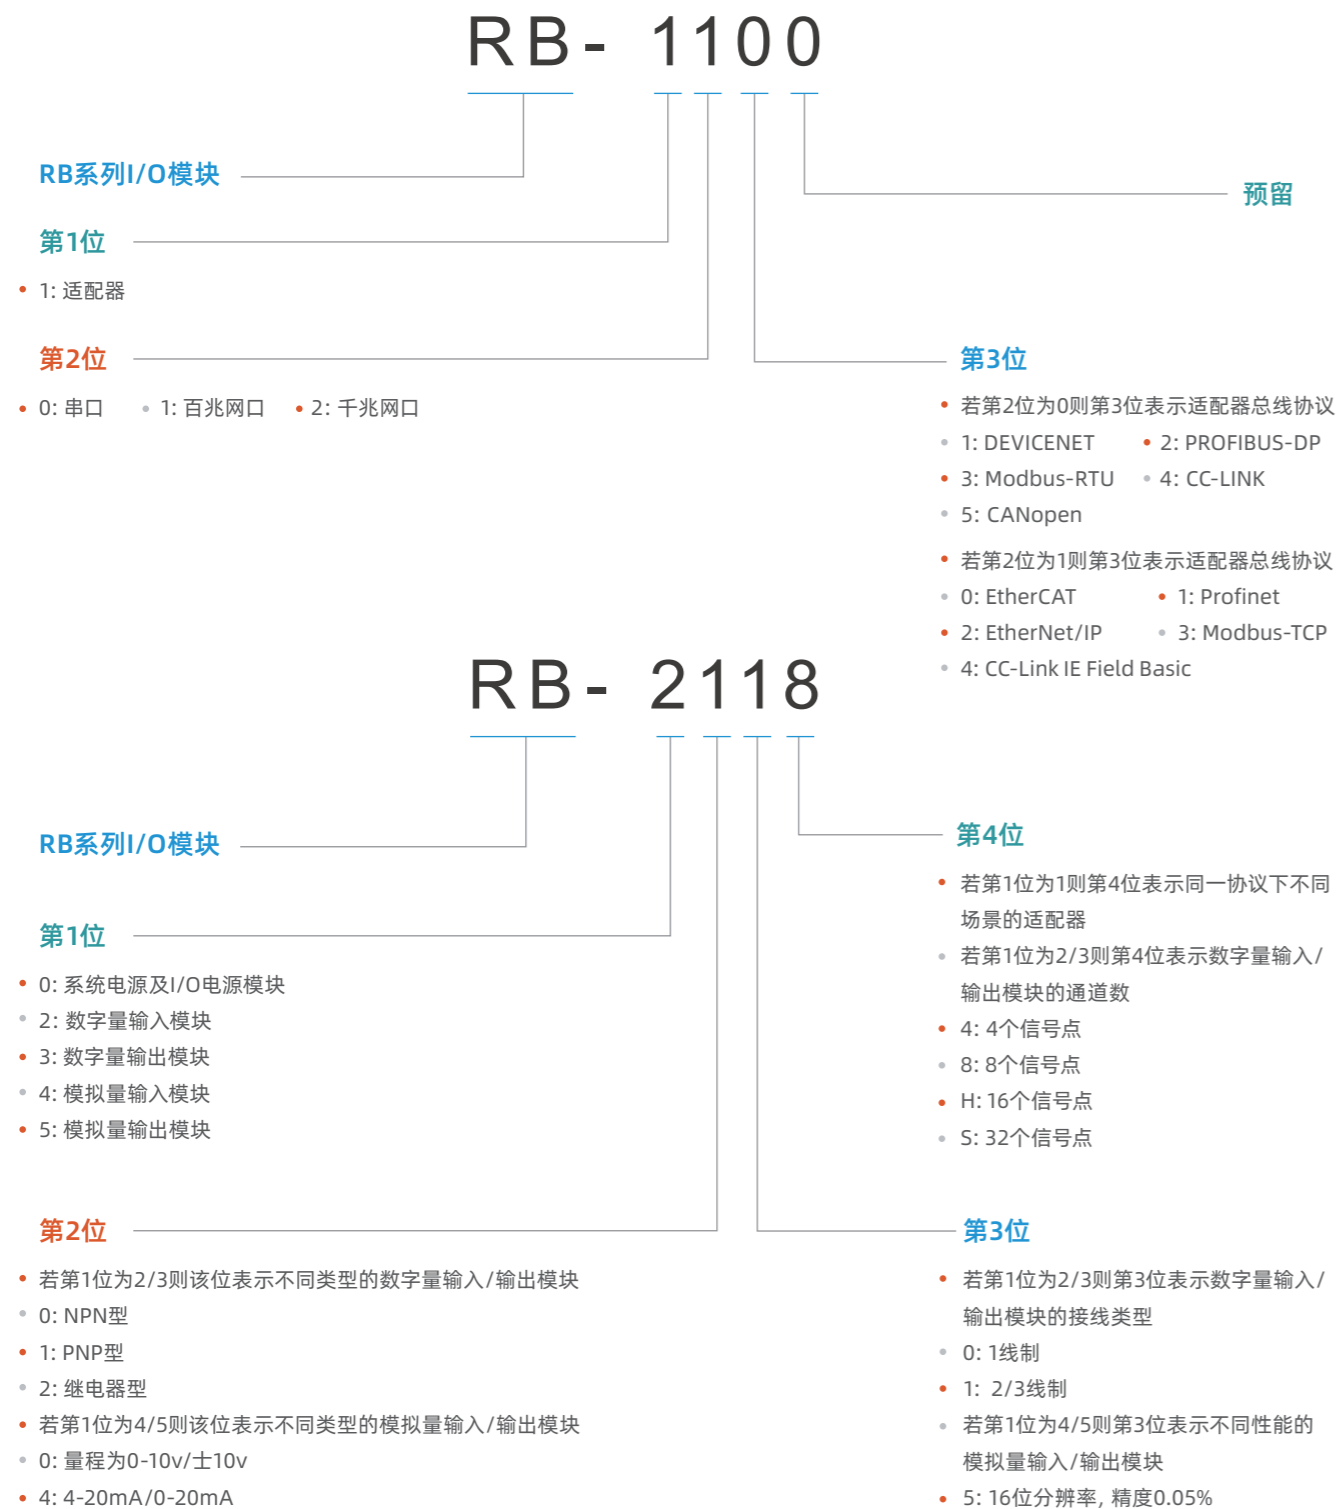 RB- 1100
RB系列I/O模块
预留
第1位
1: 适配器
第2位
0: 串口 1: 百兆网口 2: 千兆网口
第3位
若第2位为0则第3位表示适配器总线协议
1: DEVICENET 2: PROFIBUS-DP
3: Modbus-RTU 4: CC-LINK
5: CANopen
若第2位为1则第3位表示适配器总线协议
0: EtherCAT 1: Profinet
2: EtherNet/IP 3: Modbus-TCP
4: CC-Link IE Field Basic
RB- 2118
RB系列I/O模块
第1位
0: 系统电源及I/O电源模块
2: 数字量输入模块
3: 数字量输出模块
4: 模拟量输入模块
5: 模拟量输出模块
第4位
若第1位为1则第4位表示同一协议下不同
场景的适配器
若第1位为2/3则第4位表示数字量输入/
输出模块的通道数
4: 4个信号点
8: 8个信号点
H: 16个信号点
S: 32个信号点
第2位
若第1位为2/3则该位表示不同类型的数字量输入/输出模块
0: NPN型
1: PNP型
2: 继电器型
若第1位为4/5则该位表示不同类型的模拟量输入/输出模块
0: 量程为0-10v/士10v
4: 4-20mA/0-20mA
第3位
若第1位为2/3则第3位表示数字量输入/
输出模块的接线类型
0: 1线制
1: 2/3线制
若第1位为4/5则第3位表示不同性能的
模拟量输入/输出模块
5: 16位分辨率, 精度0.05%